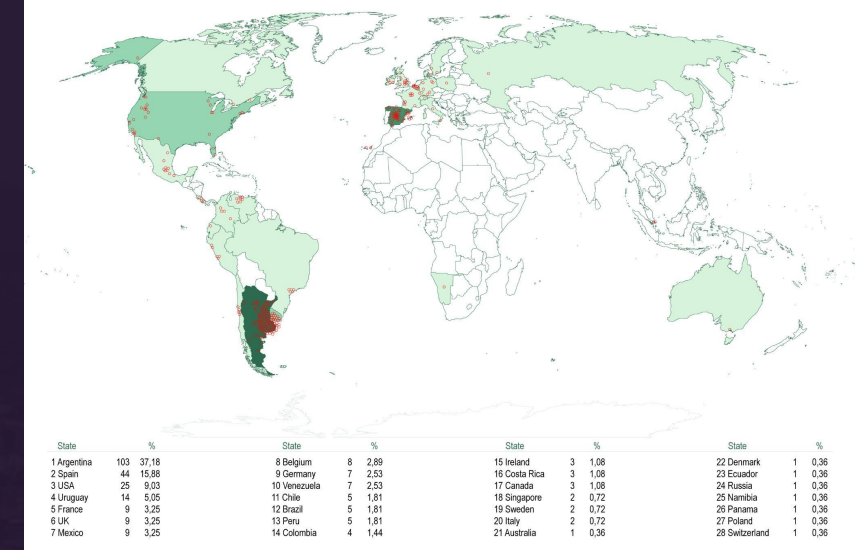 State % State % State % State %
1 Argentina 103 37,18 8 Belgium 8 2,89 15 Ireland 3 1,08 22 Denmark 1 0,36
2 Spain 44 15,88 9 Germany 7 2,53 16 Costa Rica 3 1,08 23 Ecuador 1 0,36
3 USA 25 9,03 10 Venezuela 7 2,53 17 Canada 3 1,08 24 Russia 1 0,36
4 Uruguay 14 5,05 11 Chile 5 1,81 18 Singapore 2 0,72 25 Namibia 1 0,36
5 France 9 3,25 12 Brazil 5 1,81 19 Sweden 2 0,72 26 Panama 1 0,36
6 UK 9 3,25 13 Peru 5 1,81 20 Italy 2 0,72 27 Poland 1 0,36
7 Mexico 9 3,25 14 Colombia 4 1,44 21 Australia 1 0,36 28 Switzerland 1 0,36